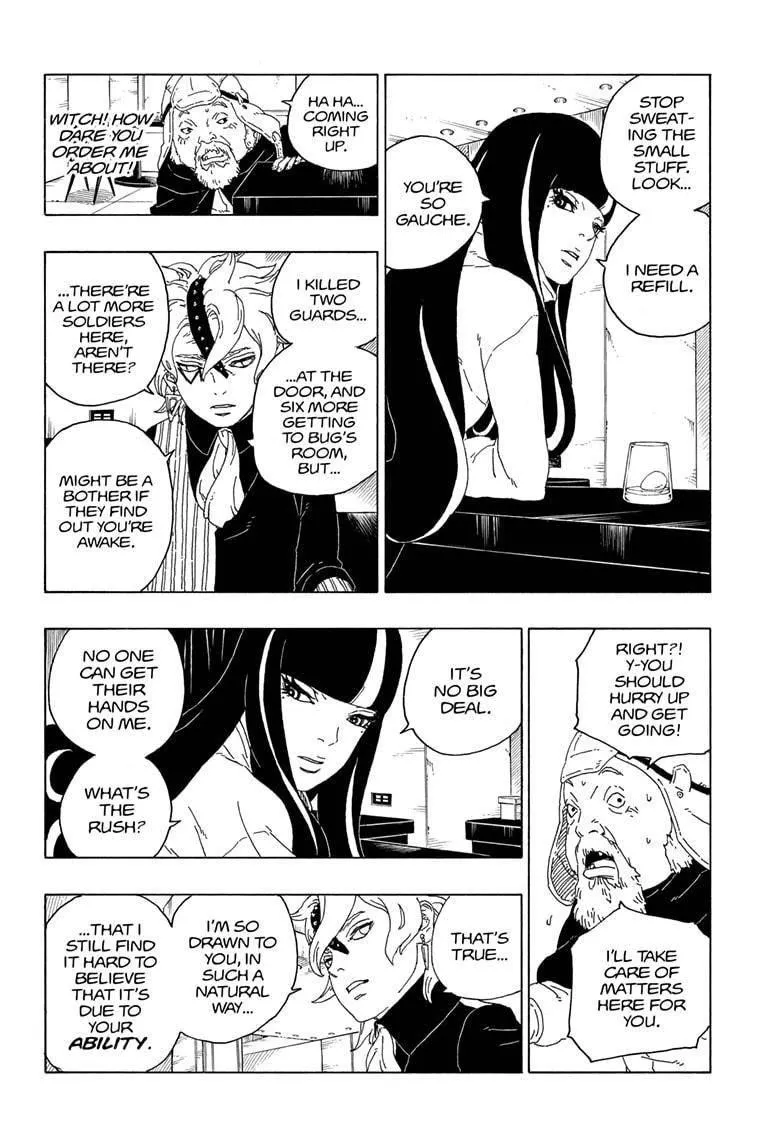 STOP
SWEAT-
ING THE
SMALL
STUFF.
LOOK...
I NEED A
REFILL.
YOU'RE
SO
GAUCHE.
HA HA...
COMING
RIGHT
UP.
WITCH! HOW
DARE YOU
ORDER ME
ABOUT!
I KILLED
TWO
GUARDS...
...AT THE
DOOR, AND
SIX MORE
GETTING
TO BUG'S
ROOM,
BUT...
...THERE'RE
A LOT MORE
SOLDIERS
HERE,
AREN'T
THERE?
MIGHT BE A
BOTHER IF
THEY FIND
OUT YOU'RE
AWAKE.
RIGHT?!
Y-YOU
SHOULD
HURRY UP
AND GET
GOING!
I'LL TAKE
CARE OF
MATTERS
HERE FOR
YOU.
IT'S
NO BIG
DEAL.
NO ONE
CAN GET
THEIR
HANDS
ON ME.
WHAT'S
THE
RUSH?
THAT'S
TRUE...
I'M SO
DRAWN TO
YOU, IN
SUCH A
NATURAL
WAY...
...THAT I
STILL FIND
IT HARD TO
BELIEVE
THAT IT'S
DUE TO
YOUR
ABILITY.